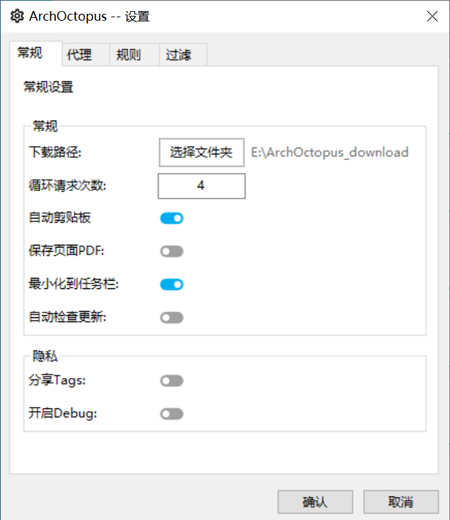 ArchOctopus -- 设置
常规 代理 规则 过滤
常规设置
常规
下载路径: 选择文件夹 E:\ArchOctopus_download
循环请求次数: 4
自动剪贴板
保存页面PDF:
最小化到任务栏:
自动检查更新:
隐私
分享Tags:
开启Debug:
确认 取消